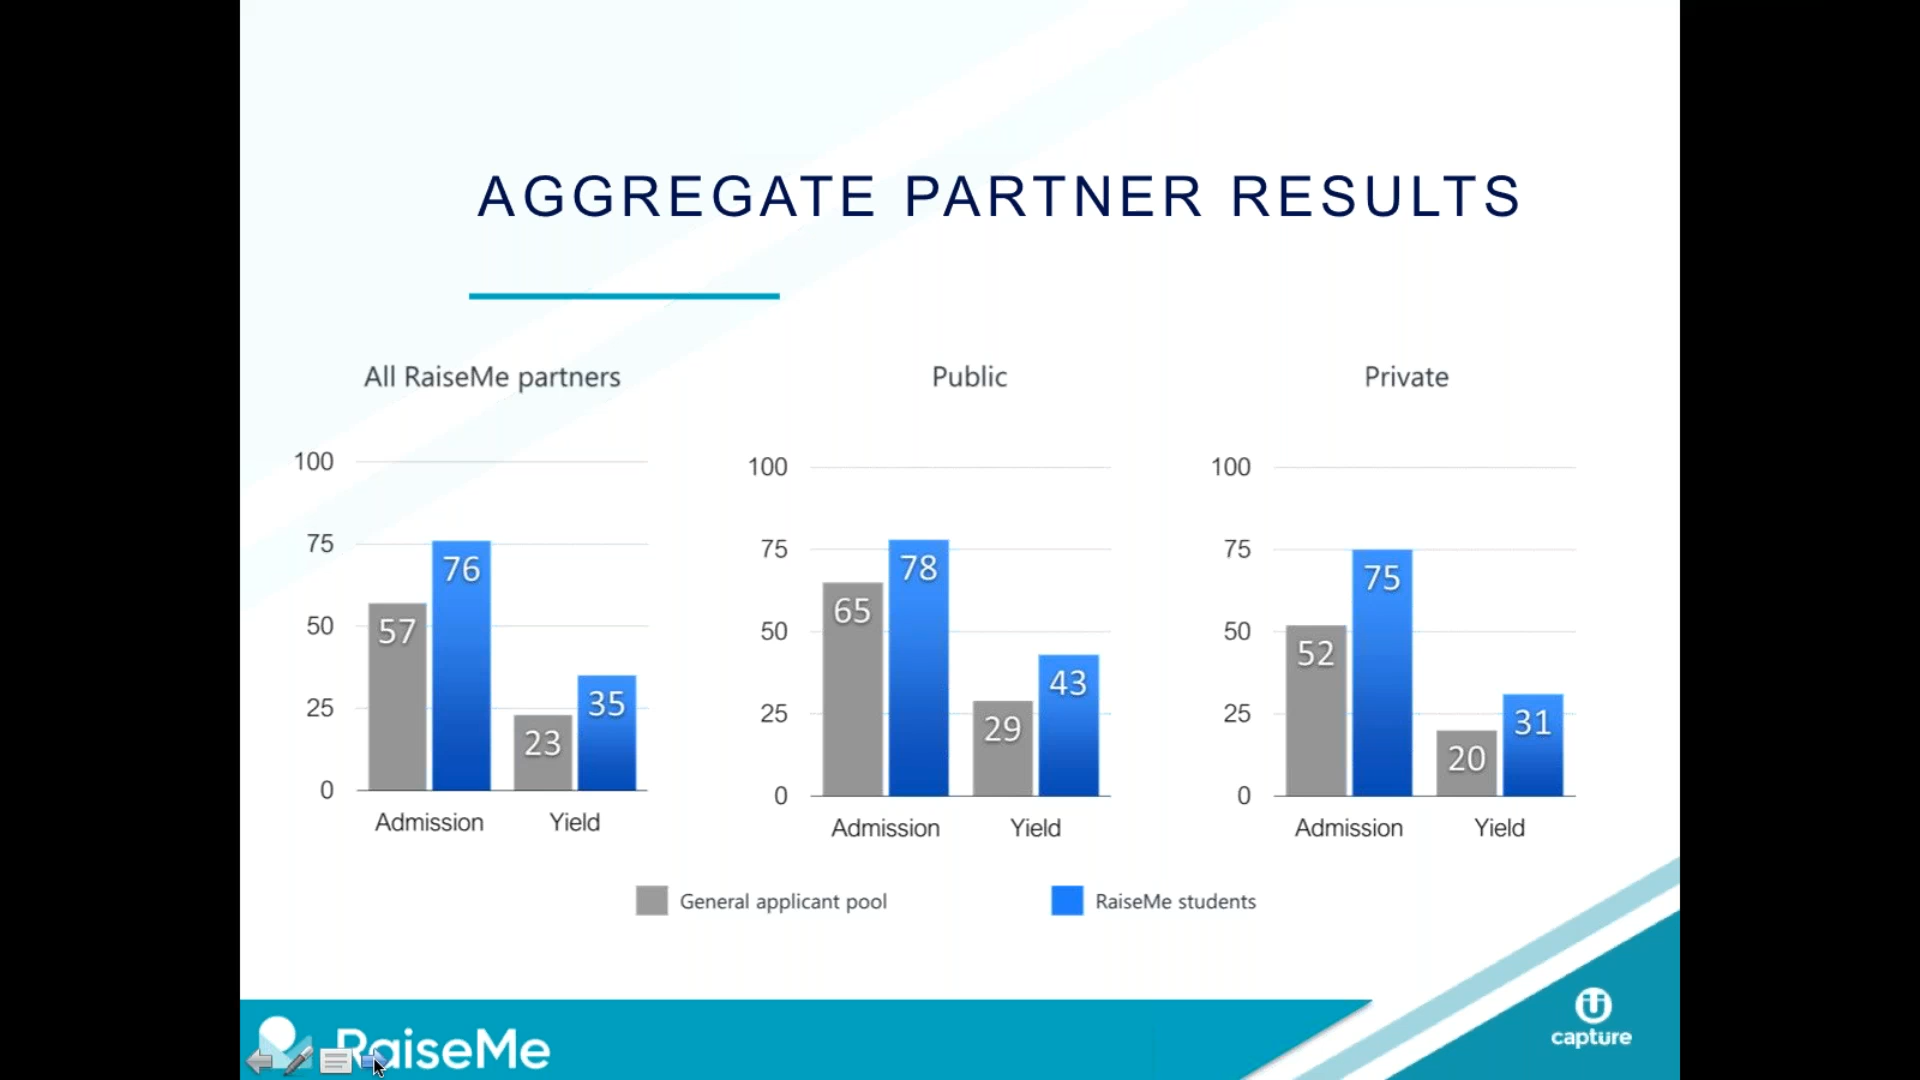 AGGREGATE PARTNER RESULTS
All RaiseMe partners
100
75
50
25
0
57
76
23
35
Admission
Yield
Public
100
75
50
25
0
65
78
29
43
Admission
Yield
Private
100
75
50
25
0
52
75
20
31
Admission
Yield
General applicant pool
RaiseMe students
RaiseMe
capture